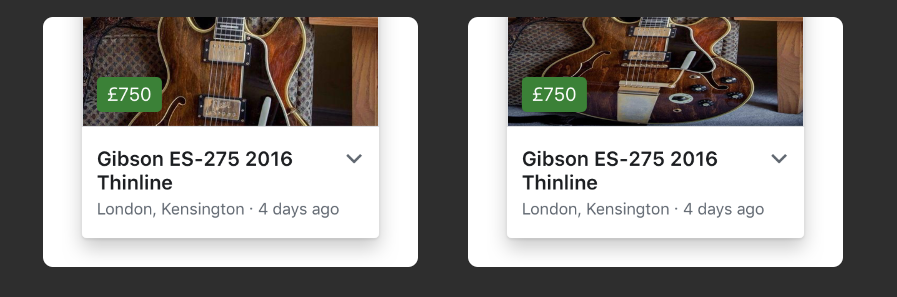 £750
Gibson ES-275 2016
Thinline
London, Kensington · 4 days ago
£750
Gibson ES-275 2016
Thinline
London, Kensington · 4 days ago